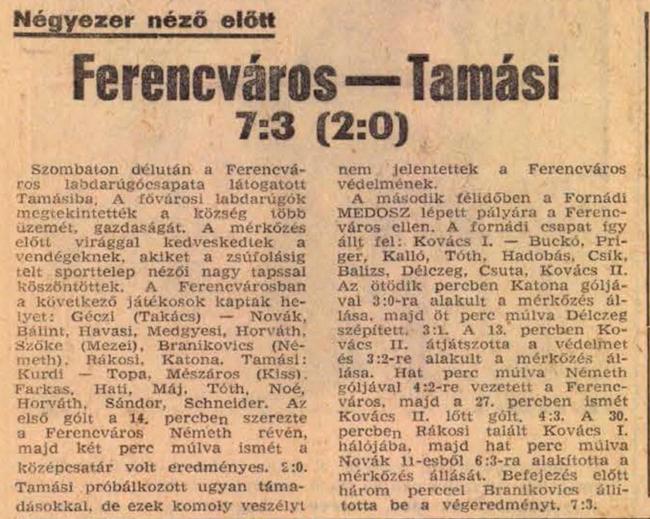 Négyezer néző előtt
Ferencváros—Tamási
7:3 (2:0)
Szombaton délután a Ferencvá-
ros labdarúgócsapata látogatott
Tamásiba. A fővárosi labdarúgók
megtekintették a község több
üzemét, gazdaságát. A mérkőzés
előtt virággal kedveskedtek a
vendégeknek, akiket a zsúfolásig
telt sporttelep nézői nagy tapssal
köszöntöttek. A Ferencvárosban
a következő játékosok kaptak he-
lyet: Géczi (Takács) — Novák,
Bálint, Havasi, Medgyesi, Horváth,
Szőke (Mezei), Branikovics (Né-
meth). Rákosi, Katona. Tamási:
Kurdi — Topa, Mészáros (Kiss).
Farkas, Hati, Máj, Tóth, Noé,
Horváth, Sándor, Schneider. Az
első gólt a 14. percben szerezte
a Ferencváros Németh révén,
majd két perc múlva ismét a
középcsatár volt eredményes. 2:0.
Tamási próbálkozott ugyan táma-
dásokkal, de ezek komoly veszélyt
nem jelentettek a Ferencváros
védelmének.
A második félidőben a Fornádi
MEDOSZ lépett pályára a Ferenc-
város ellen. A fornádi csapat így
állt fel: Kovács I. — Buckó, Pri-
ger, Kalló, Tóth, Hadobás, Csík,
Balizs, Délczeg, Csuta, Kovács II.
Az ötödik percben Katona góljá-
val 3:0-ra alakult a mérkőzés ál-
lása, majd öt perc múlva Délczeg
szépített, 3:1. A 13. percben Ko-
vács II. átjátszotta a védelmet
és 3:2-re alakult a mérkőzés ál-
lása. Hat perc múlva Németh
góljával 4:2-re vezetett a Ferenc-
város, majd a 27. percben ismét
Kovács II. lőtt gólt, 4:3. A 30.
percben Rákosi talált Kovács I.
hálójába, majd hat perc múlva
Novák 11-esből 6:3-ra alakította a
mérkőzés állását. Befejezés előtt
három perccel Branikovics állí-
totta be a végeredményt, 7:3.